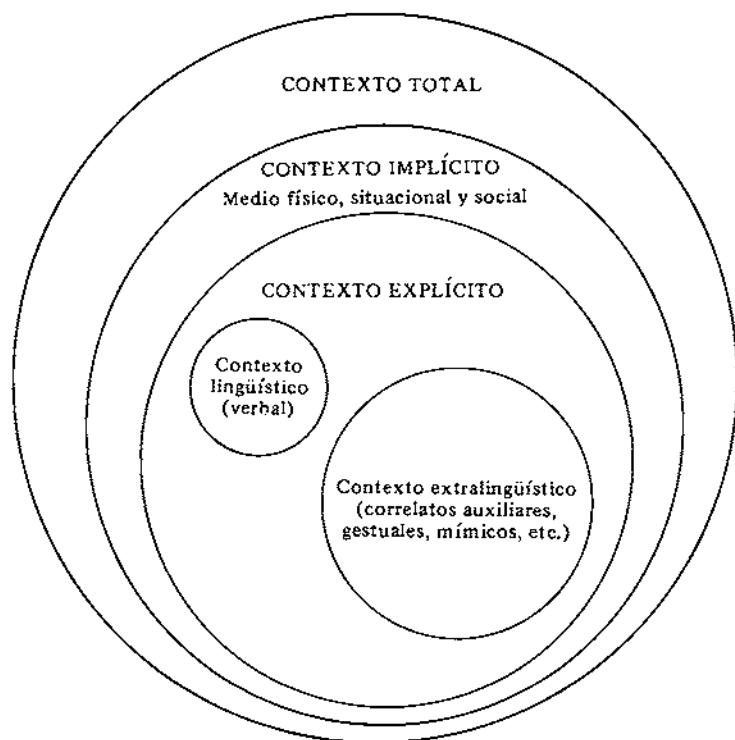 CONTEXTO TOTAL
CONTEXTO IMPLÍCITO
Medio físico, situacional y social
CONTEXTO EXPLÍCITO
Contexto
lingüístico
(verbal)
Contexto extralingüístico
(correlatos auxiliares,
gestuales, mímicos, etc.)